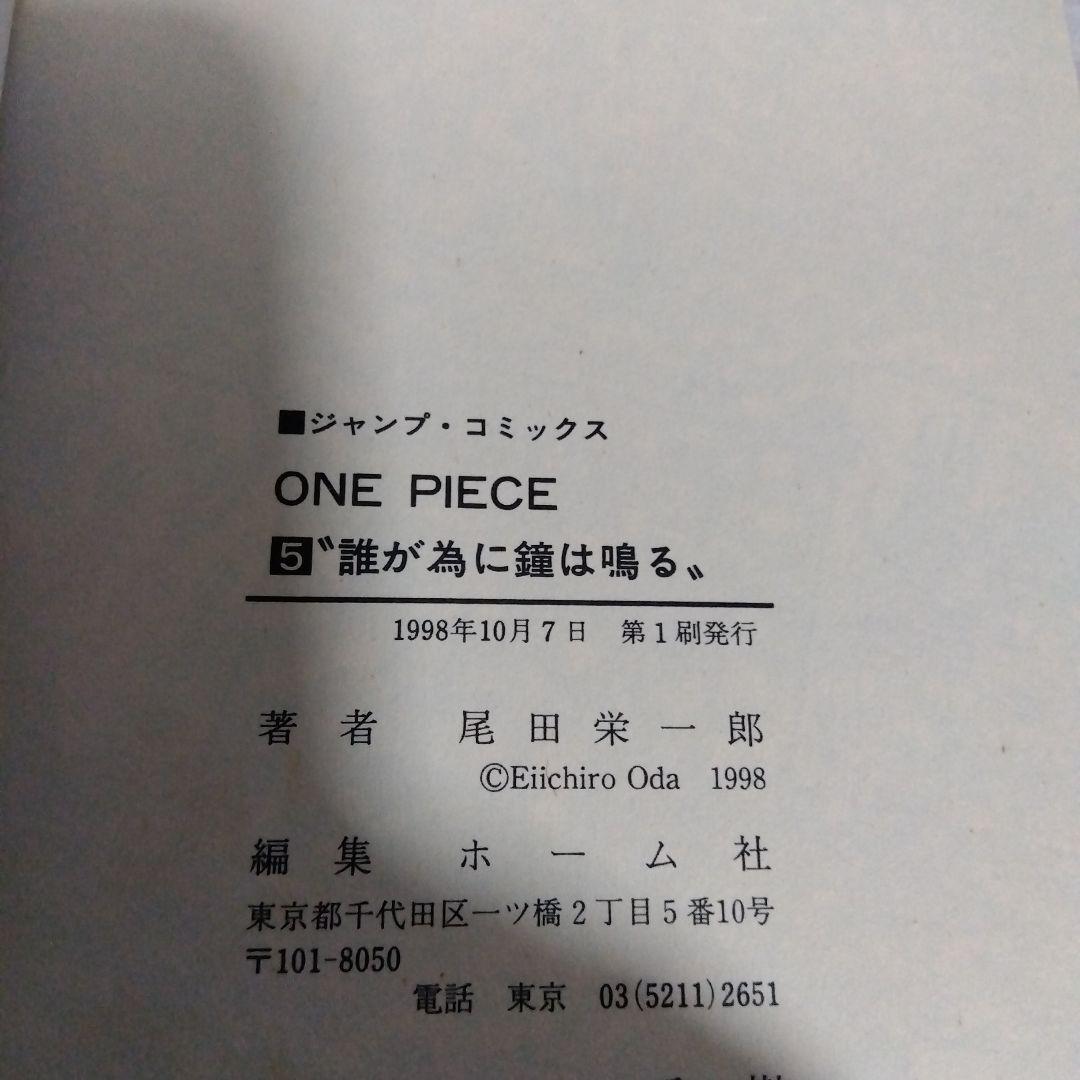 ■ジャンプ・コミックス
ONE PIECE
5〝誰が為に鐘は鳴る〟
1998年10月7日 第1刷発行
著者 尾田栄一郎
©Eiichiro Oda 1998
編集 ホーム社
東京都千代田区一ツ橋2丁目5番10号
〒101-8050
電話 東京 03(5211)2651